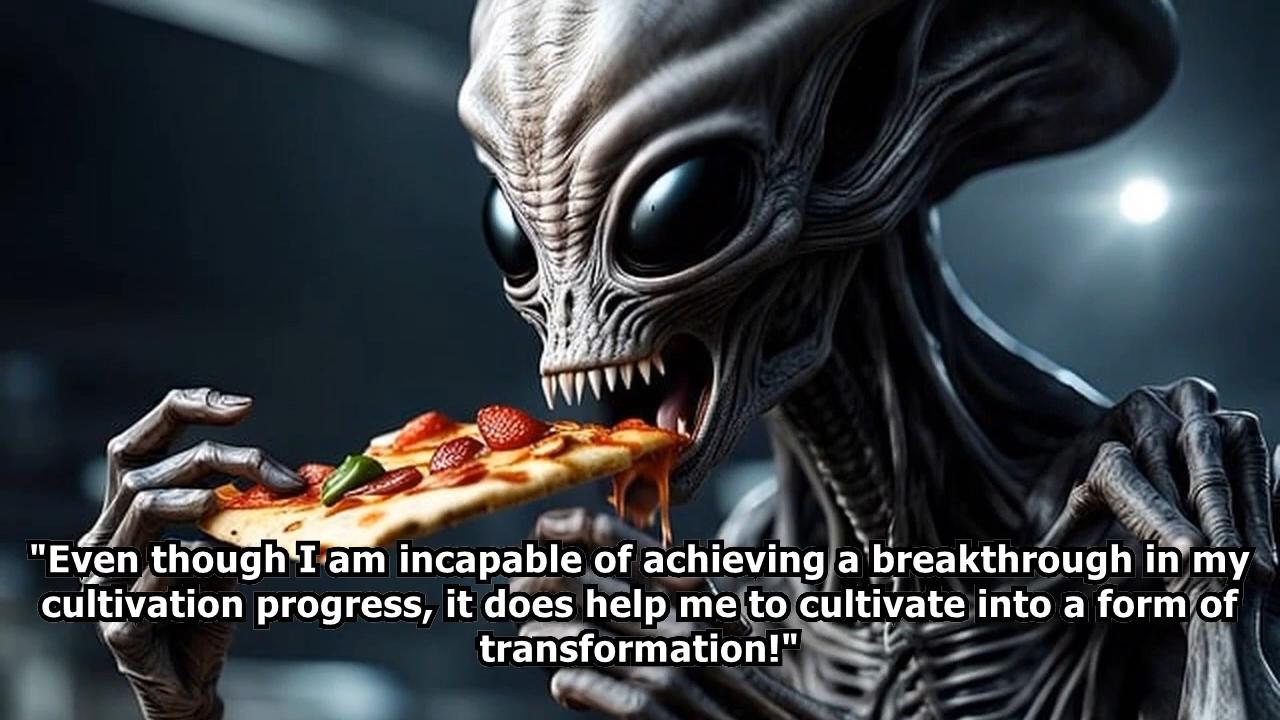 "Even though I am incapable of achieving a breakthrough in my
cultivation progress, it does help me to cultivate into a form of
transformation!"